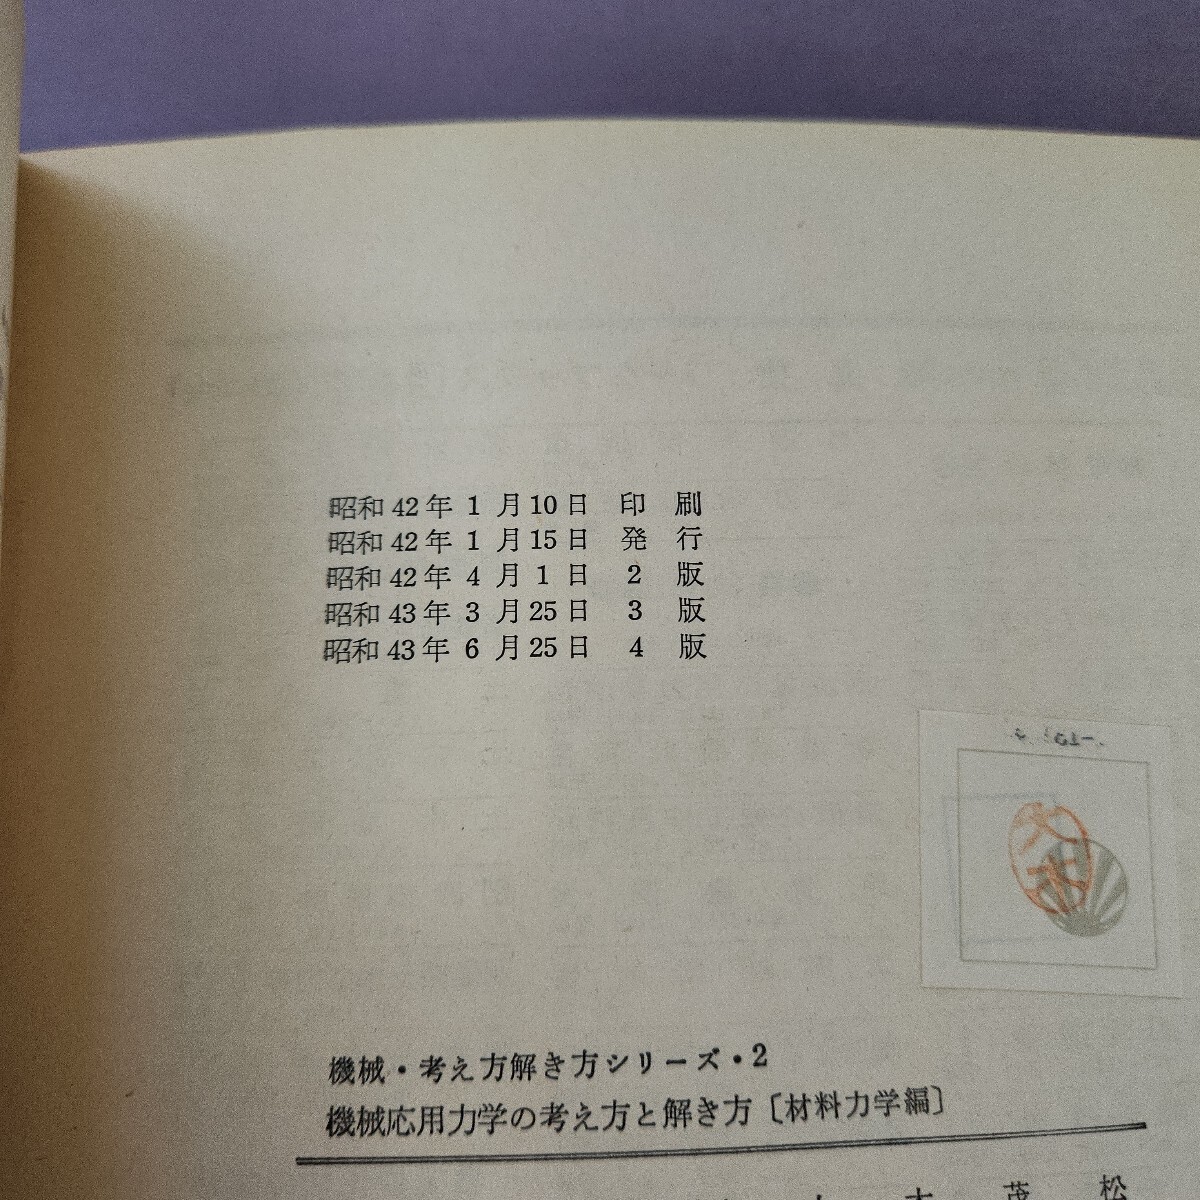 昭和42年 1 月10日 印 刷
昭和42年 1 月15日 発 行
昭和42年 4 月 1 日 2 版
昭和43年 3 月25日 3 版
昭和43年 6 月25日 4 版
機械・考え方解き方シリーズ・2
機械応用力学の考え方と解き方〔材料力学編〕
木 茂 松